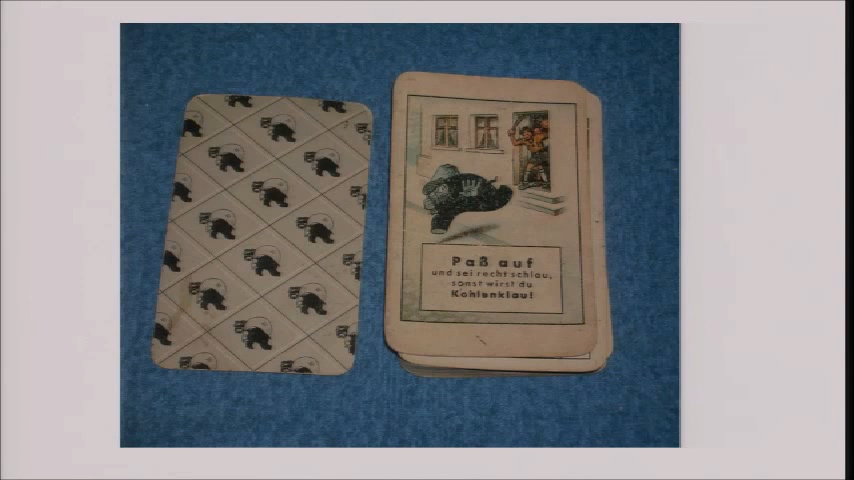 Paß auf
und sei recht schlau,
sonst wirst du
Kohlenklau!